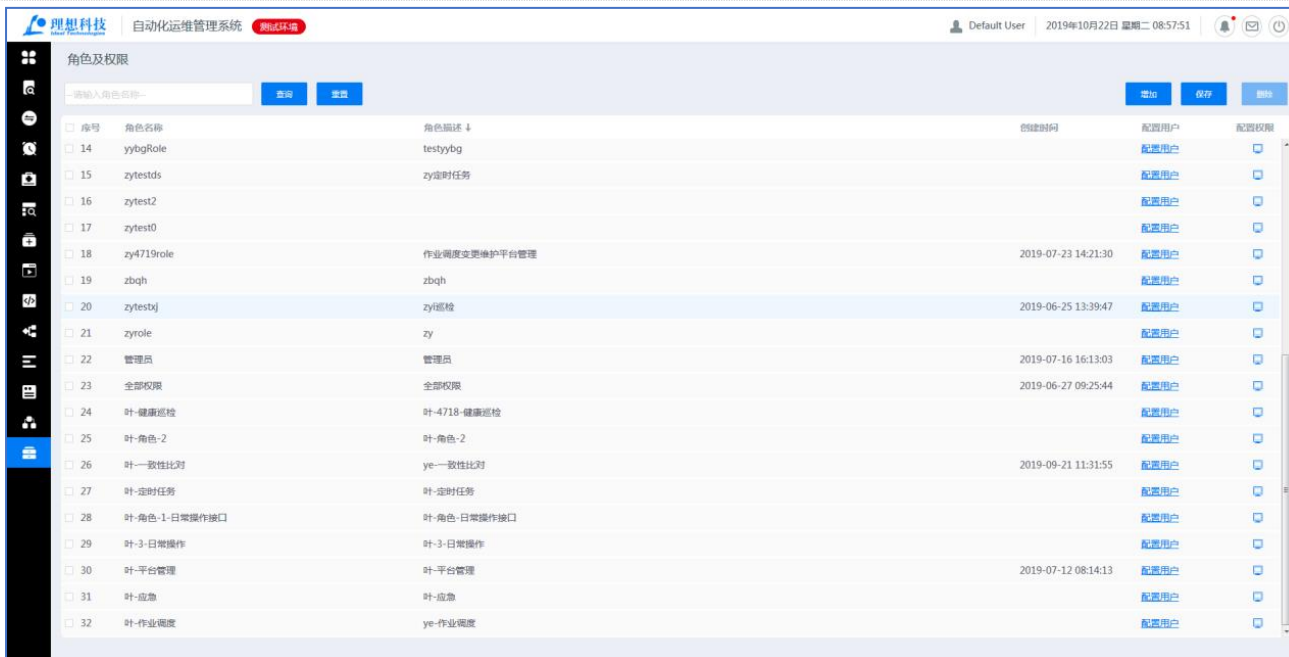 理想科技 自动化运维管理系统 测试环境 Default User 2019年10月22日 星期二 08:57:51
Ideal Technologies
角色及权限
--请输入角色名称-- 查询 重置 增加 保存 删除
序号 角色名称 角色描述↓ 创建时间 配置用户 配置权限
14 yybgRole testyybg 配置用户
15 zytestds zy定时任务 配置用户
16 zytest2 配置用户
17 zytest0 配置用户
18 zy4719role 作业调度变更维护平台管理 2019-07-23 14:21:30 配置用户
19 zbqh zbqh 配置用户
20 zytestxj zyi巡检 2019-06-25 13:39:47 配置用户
21 zyrole zy 配置用户
22 管理员 管理员 2019-07-16 16:13:03 配置用户
23 全部权限 全部权限 2019-06-27 09:25:44 配置用户
24 叶-健康巡检 叶-4718-健康巡检 配置用户
25 叶-角色-2 叶-角色-2 配置用户
26 叶-一致性比对 ye-一致性比对 2019-09-21 11:31:55 配置用户
27 叶-定时任务 叶-定时任务 配置用户
28 叶-角色-1-日常操作接口 叶-角色-日常操作接口 配置用户
29 叶-3-日常操作 叶-3-日常操作 配置用户
30 叶-平台管理 叶-平台管理 2019-07-12 08:14:13 配置用户
31 叶-应急 叶-应急 配置用户
32 叶-作业调度 ye-作业调度 配置用户